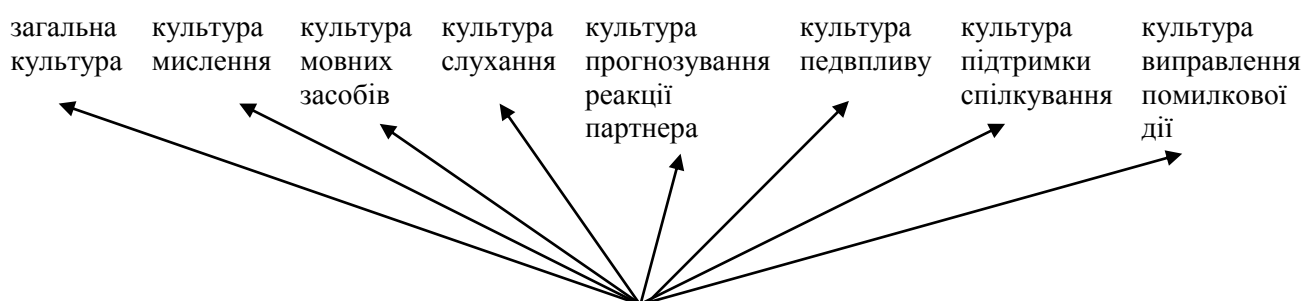 загальна культура
культура мислення
культура мовних засобів
культура слухання
культура прогнозування реакції партнера
культура педвпливу
культура підтримки спілкування
культура виправлення помилкової дії